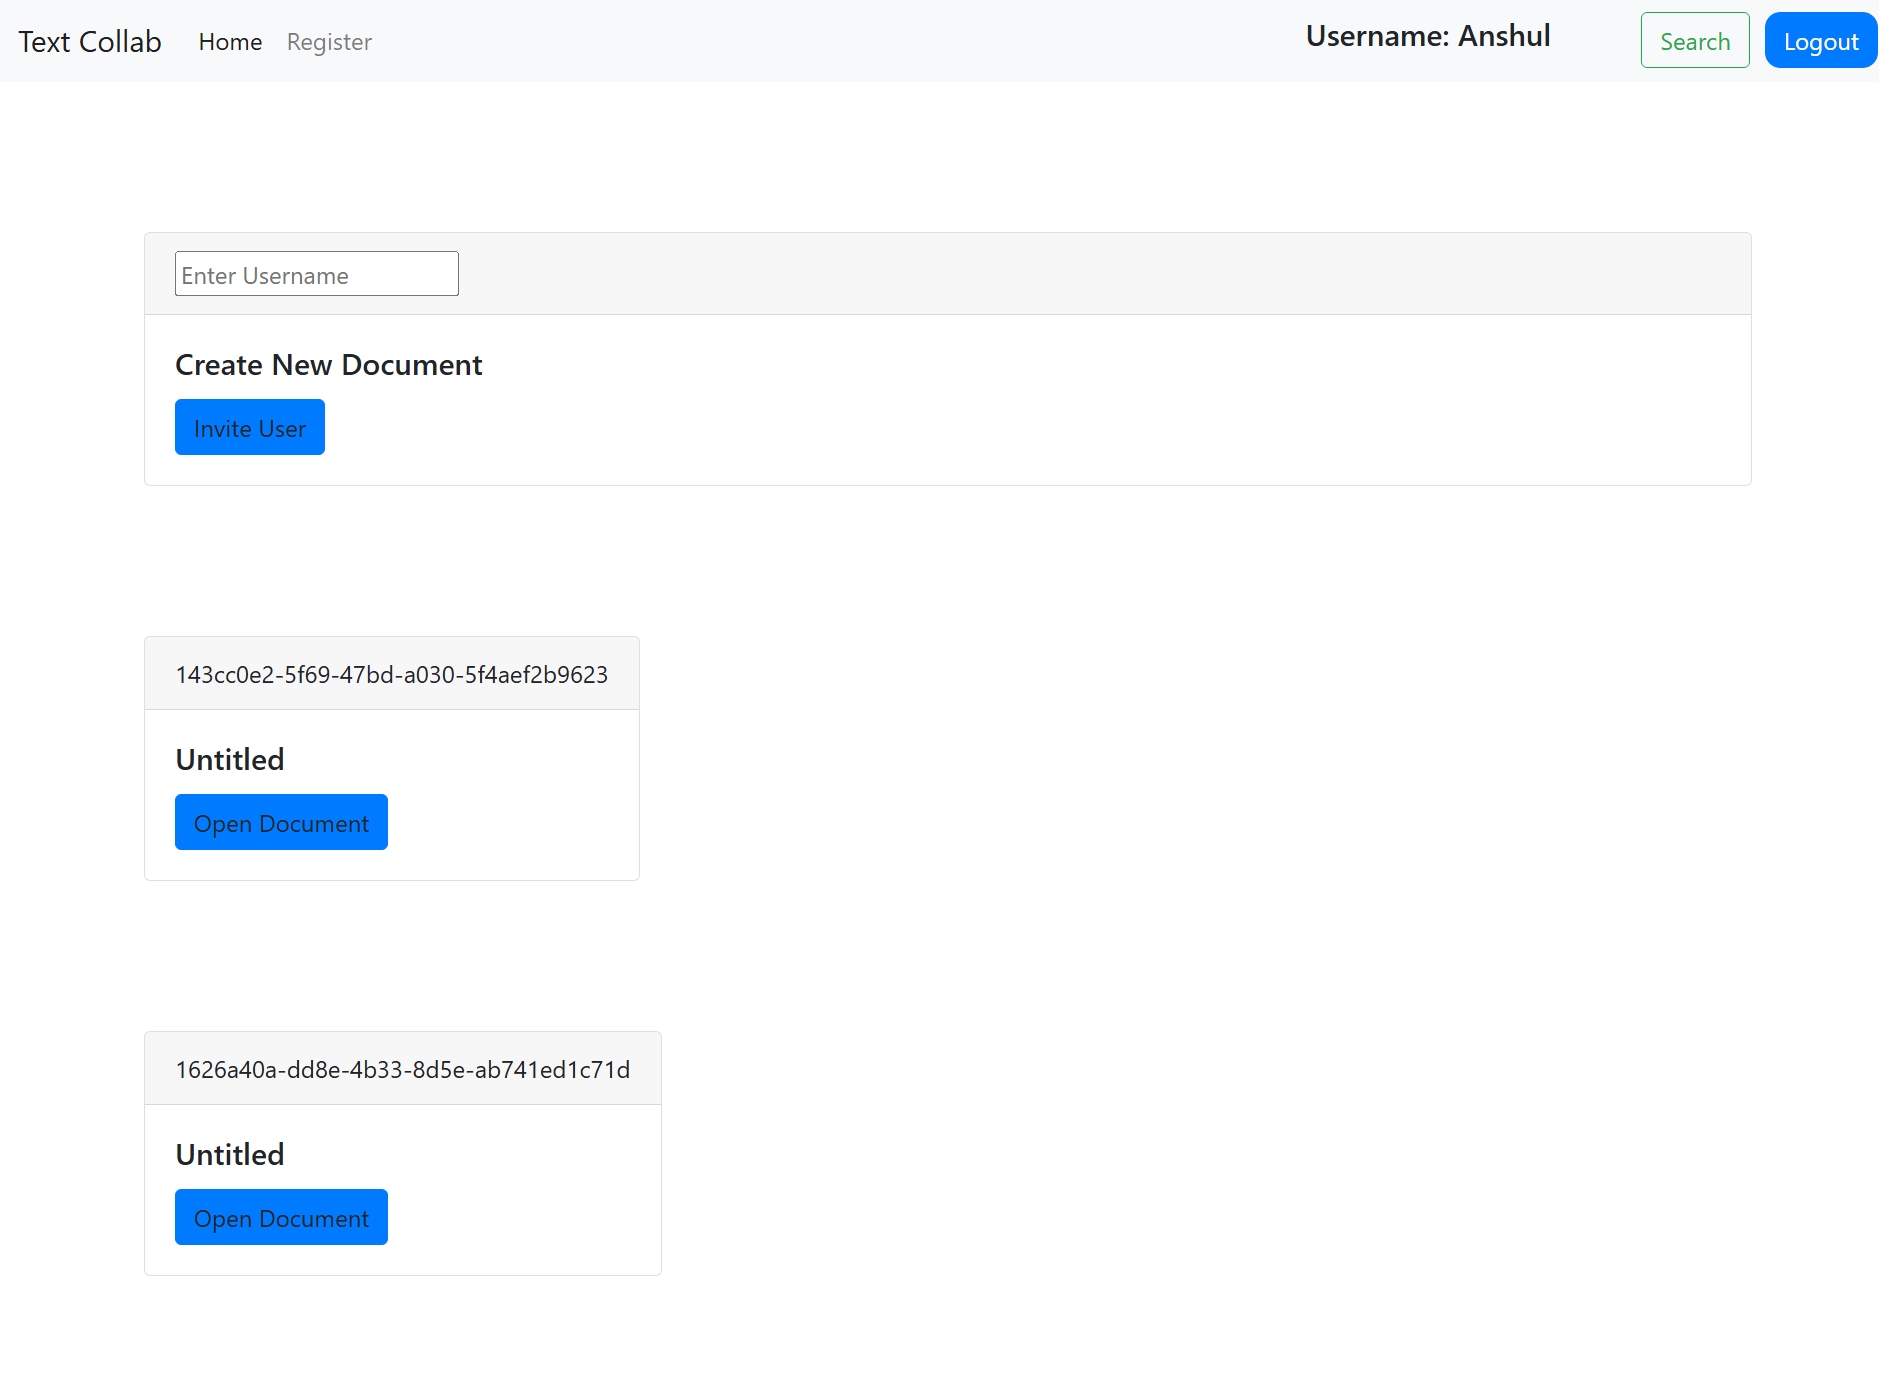 Text Collab Home Register Username: Anshul Search Logout
Enter Username
Create New Document
Invite User
143cc0e2-5f69-47bd-a030-5f4aef2b9623
Untitled
Open Document
1626a40a-dd8e-4b33-8d5e-ab741ed1c71d
Untitled
Open Document